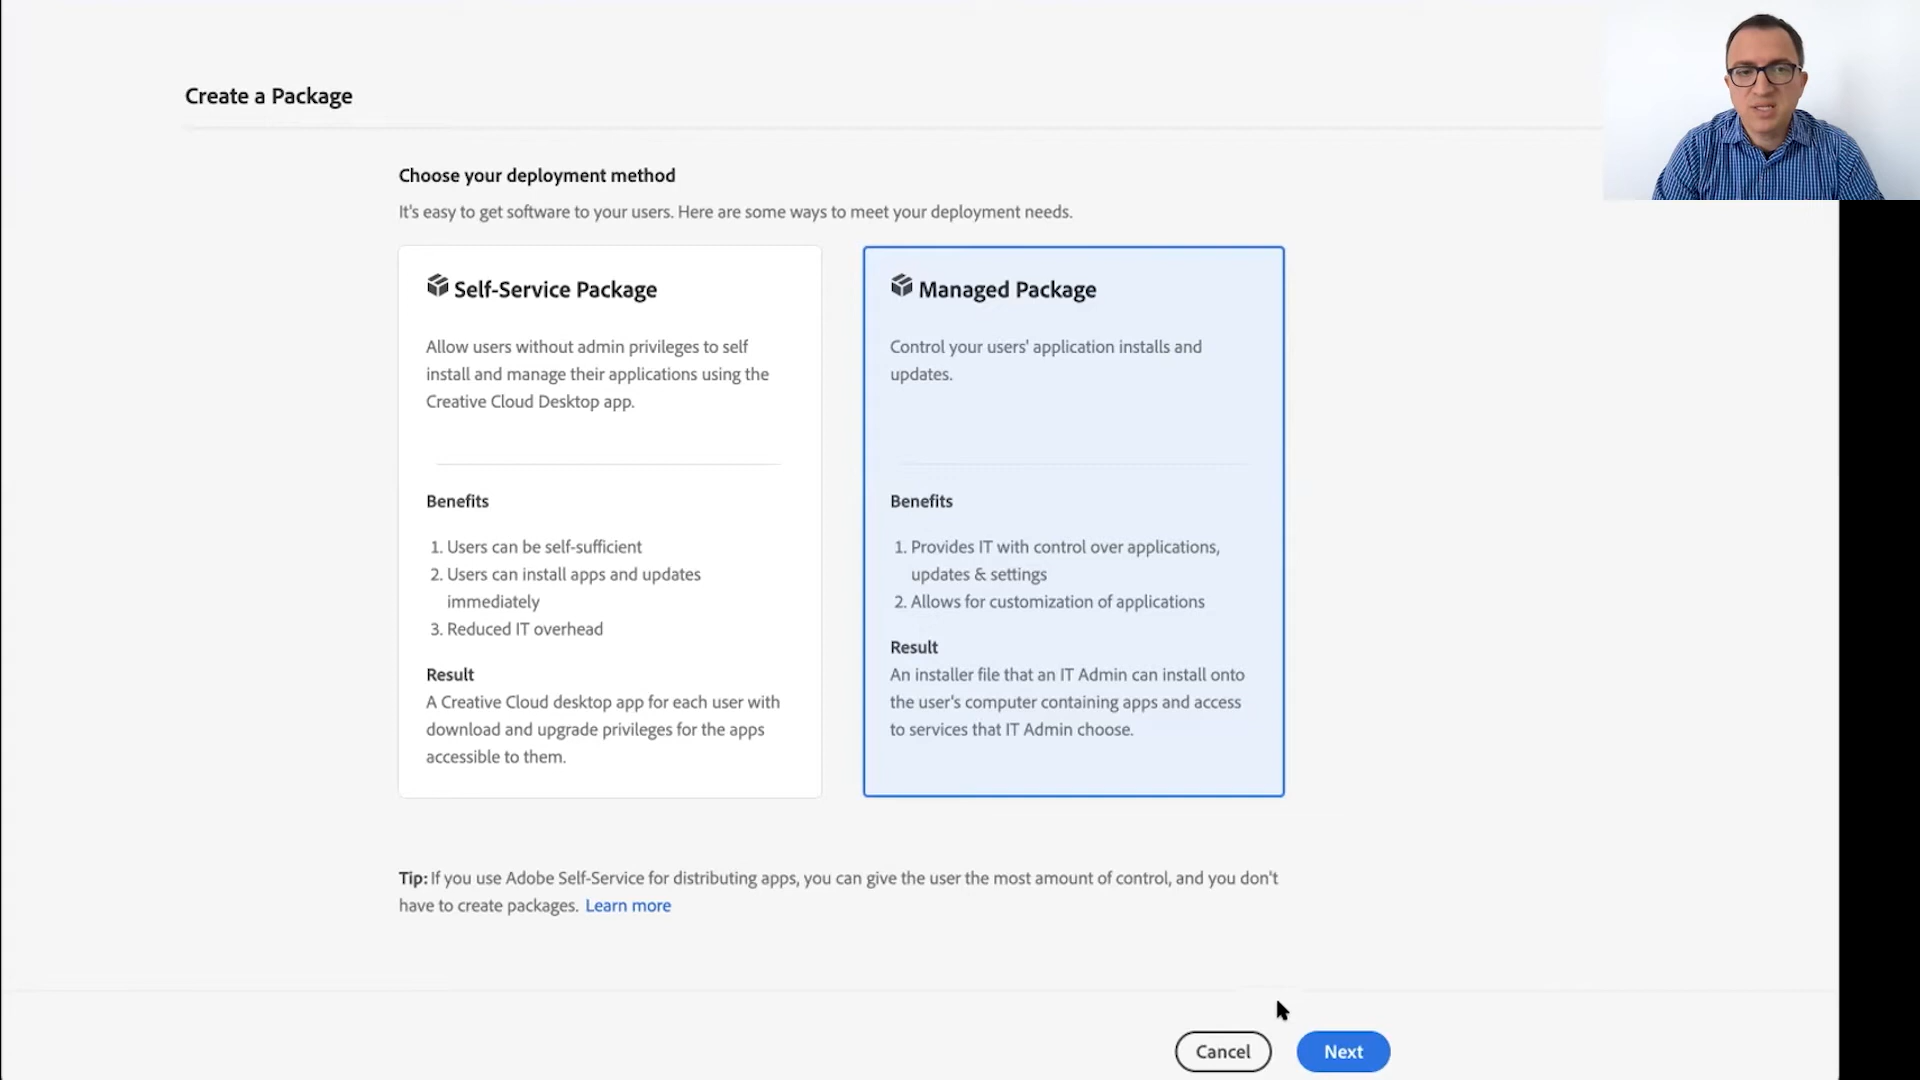 Create a Package
Choose your deployment method
It's easy to get software to your users. Here are some ways to meet your deployment needs.
Self-Service Package
Allow users without admin privileges to self
install and manage their applications using the
Creative Cloud Desktop app.
Benefits
1. Users can be self-sufficient
2. Users can install apps and updates
immediately
3. Reduced IT overhead
Result
A Creative Cloud desktop app for each user with
download and upgrade privileges for the apps
accessible to them.
Managed Package
Control your users' application installs and
updates.
Benefits
1. Provides IT with control over applications,
updates & settings
2. Allows for customization of applications
Result
An installer file that an IT Admin can install onto
the user's computer containing apps and access
to services that IT Admin choose.
Tip: If you use Adobe Self-Service for distributing apps, you can give the user the most amount of control, and you don't
have to create packages. Learn more
Cancel
Next